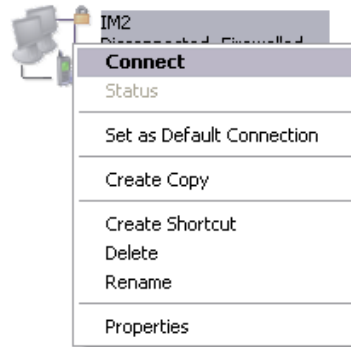 IM2
Disconnected, Firewalled
Connect
Status
Set as Default Connection
Create Copy
Create Shortcut
Delete
Rename
Properties